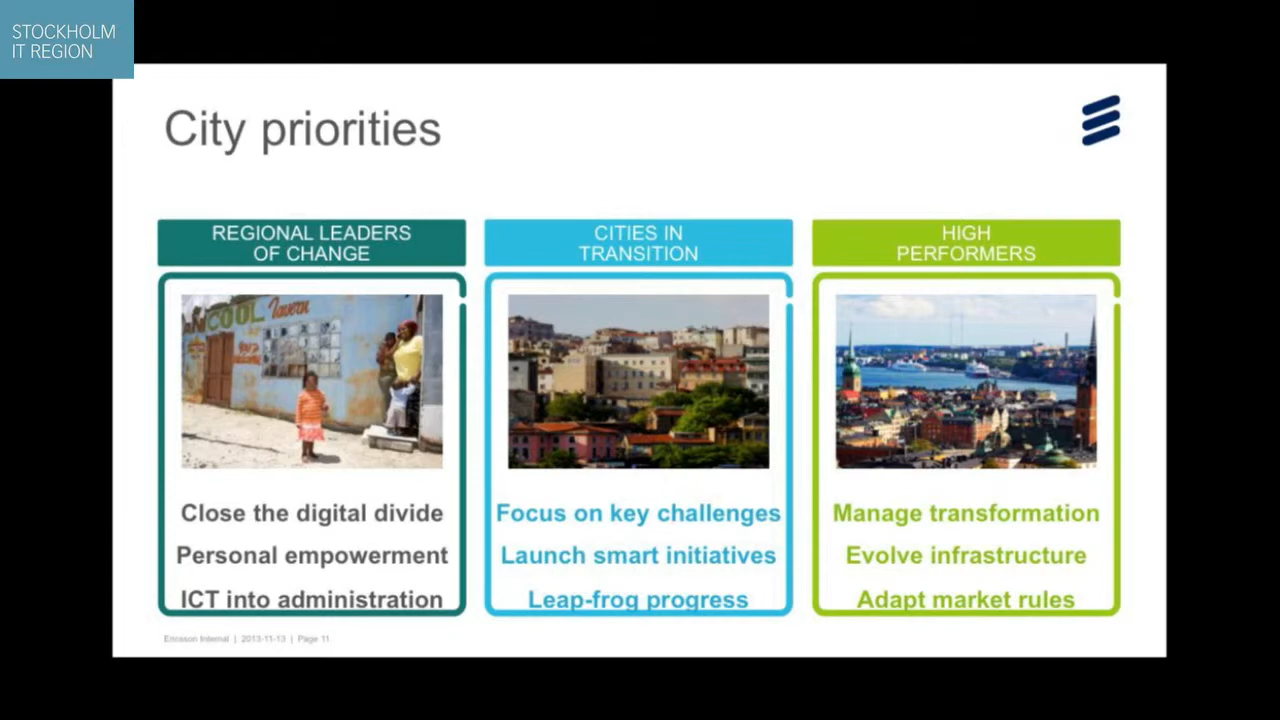 STOCKHOLM
IT REGION
City priorities
REGIONAL LEADERS
OF CHANGE
CITIES IN
TRANSITION
HIGH
PERFORMERS
COOL Tavern
Close the digital divide
Personal empowerment
ICT into administration
Focus on key challenges
Launch smart initiatives
Leap-frog progress
Manage transformation
Evolve infrastructure
Adapt market rules
Ericsson Internal | 2013-11-13 | Page 11